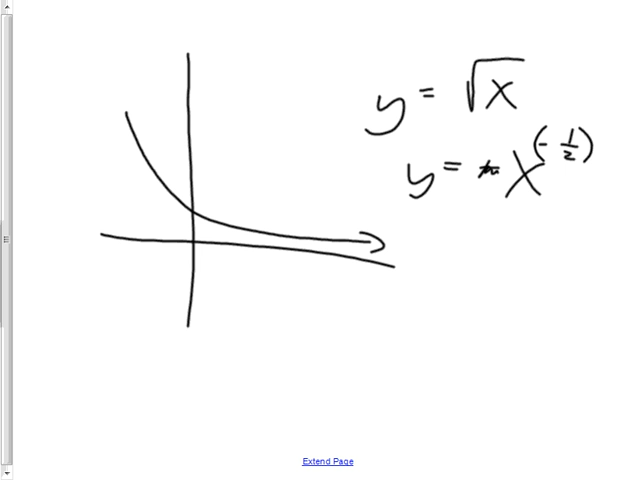 y = √x
y = x^(-1/2)
Extend Page